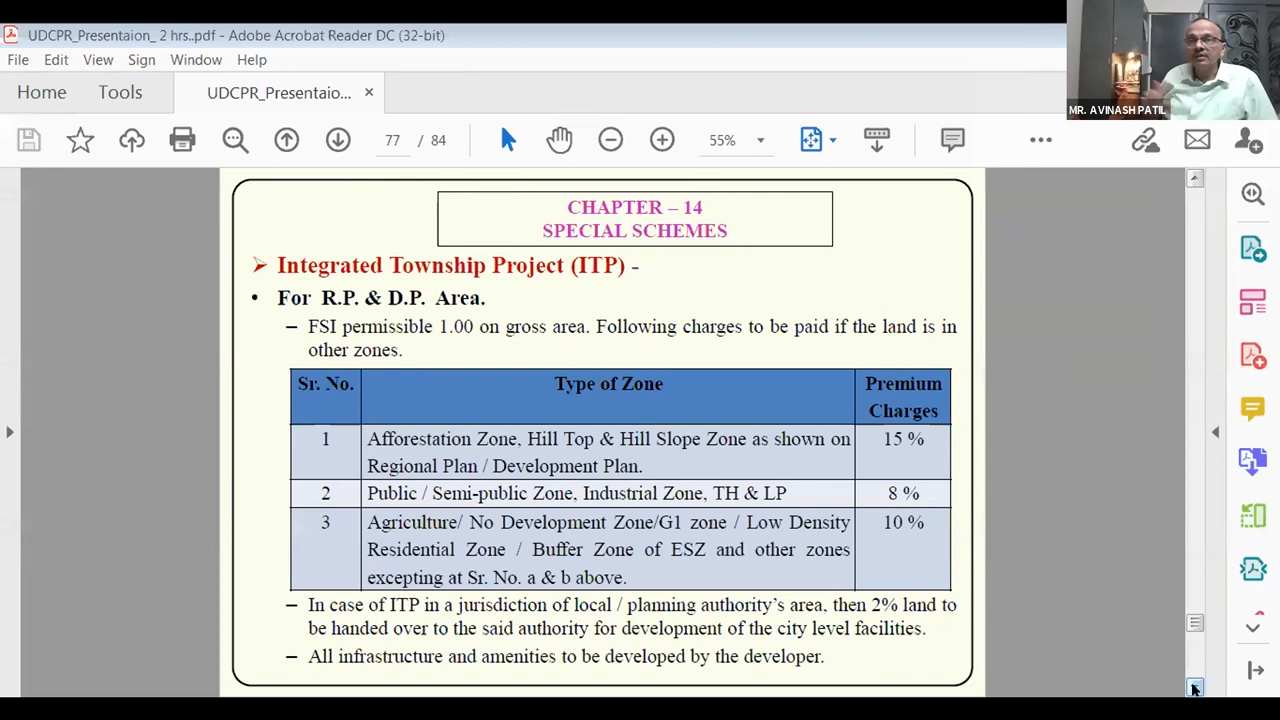 UDCPR_Presentaion_ 2 hrs..pdf - Adobe Acrobat Reader DC (32-bit)
File Edit View Sign Window Help
Home Tools UDCPR_Presentaio... ×
77 / 84 55%
MR. AVINASH PATIL
CHAPTER – 14
SPECIAL SCHEMES
➢ Integrated Township Project (ITP) -
• For R.P. & D.P. Area.
– FSI permissible 1.00 on gross area. Following charges to be paid if the land is in
other zones.
Sr. No. Type of Zone Premium
Charges
1 Afforestation Zone, Hill Top & Hill Slope Zone as shown on 15 %
Regional Plan / Development Plan.
2 Public / Semi-public Zone, Industrial Zone, TH & LP 8 %
3 Agriculture/ No Development Zone/G1 zone / Low Density 10 %
Residential Zone / Buffer Zone of ESZ and other zones
excepting at Sr. No. a & b above.
– In case of ITP in a jurisdiction of local / planning authority's area, then 2% land to
be handed over to the said authority for development of the city level facilities.
– All infrastructure and amenities to be developed by the developer.